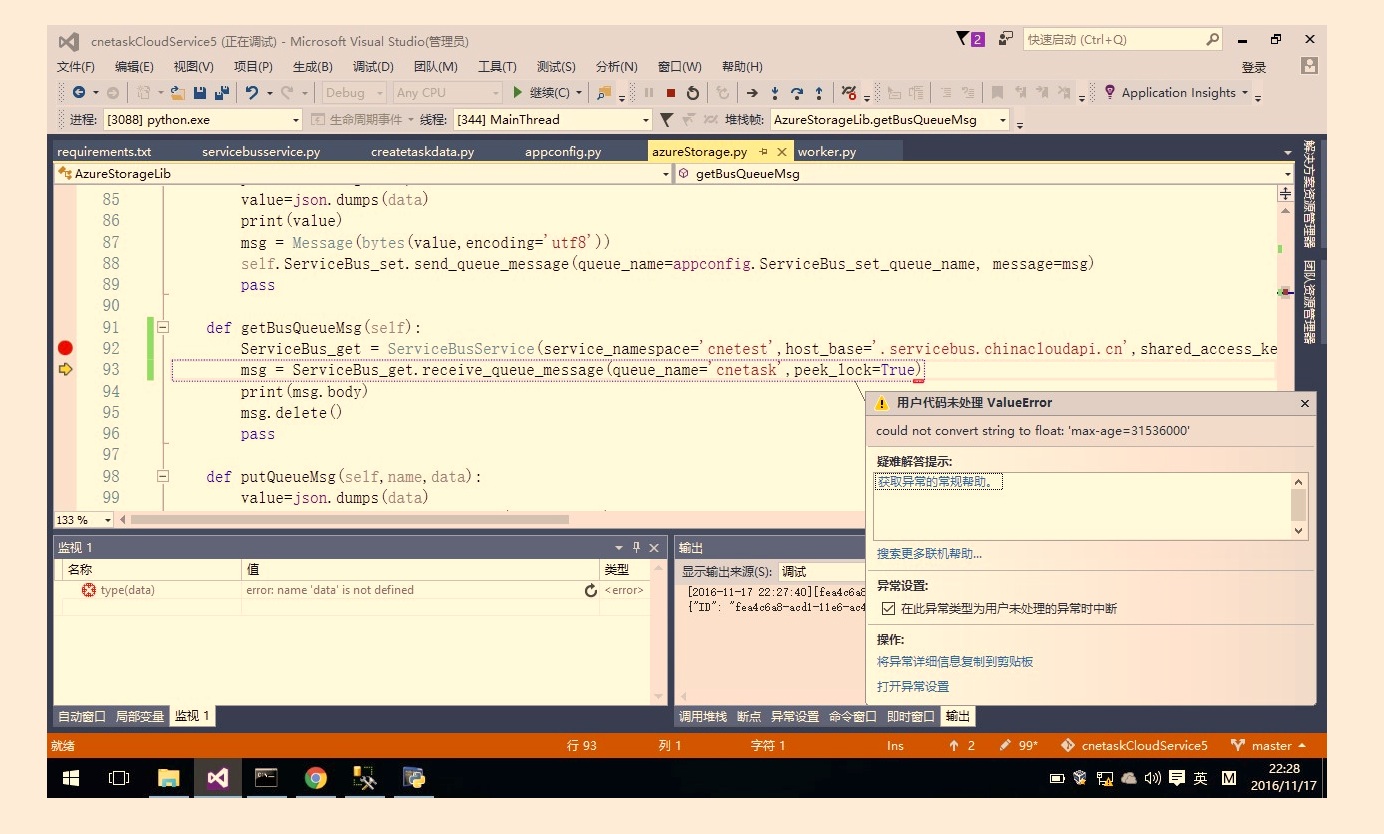 cnetaskCloudService5 (正在调试) - Microsoft Visual Studio(管理员)
2
快速启动 (Ctrl+Q)
文件(F) 编辑(E) 视图(V) 项目(P) 生成(B) 调试(D) 团队(M) 工具(T) 测试(S) 分析(N) 窗口(W) 帮助(H)
登录
Debug Any CPU 继续(C) Application Insights
进程: [3088] python.exe 生命周期事件 线程: [344] MainThread 堆栈帧: AzureStorageLib.getBusQueueMsg
requirements.txt servicebusservice.py createtaskdata.py appconfig.py azureStorage.py worker.py
AzureStorageLib getBusQueueMsg
85 value=json.dumps(data)
86 print(value)
87 msg = Message(bytes(value,encoding='utf8'))
88 self.ServiceBus_set.send_queue_message(queue_name=appconfig.ServiceBus_set_queue_name, message=msg)
89 pass
90
91 def getBusQueueMsg(self):
92 ServiceBus_get = ServiceBusService(service_namespace='cnetest',host_base='.servicebus.chinacloudapi.cn',shared_access_ke
93 msg = ServiceBus_get.receive_queue_message(queue_name='cnetask',peek_lock=True)
94 print(msg.body)
95 msg.delete()
96 pass
97
98 def putQueueMsg(self,name,data):
99 value=json.dumps(data)
133 %
解决方案资源管理器
团队资源管理器
用户代码未处理 ValueError
could not convert string to float: 'max-age=31536000'
疑难解答提示:
获取异常的常规帮助。
搜索更多联机帮助...
异常设置:
在此异常类型为用户未处理的异常时中断
操作:
将异常详细信息复制到剪贴板
打开异常设置
监视 1
名称 值 类型
type(data) error: name 'data' is not defined <error>
自动窗口 局部变量 监视 1
输出
显示输出来源(S): 调试
[2016-11-17 22:27:40][fea4c6a8
{"ID": "fea4c6a8-acd1-11e6-ac4
调用堆栈 断点 异常设置 命令窗口 即时窗口 输出
就绪 行 93 列 1 字符 1 Ins 2 99* cnetaskCloudService5 master
英 M 22:28
2016/11/17